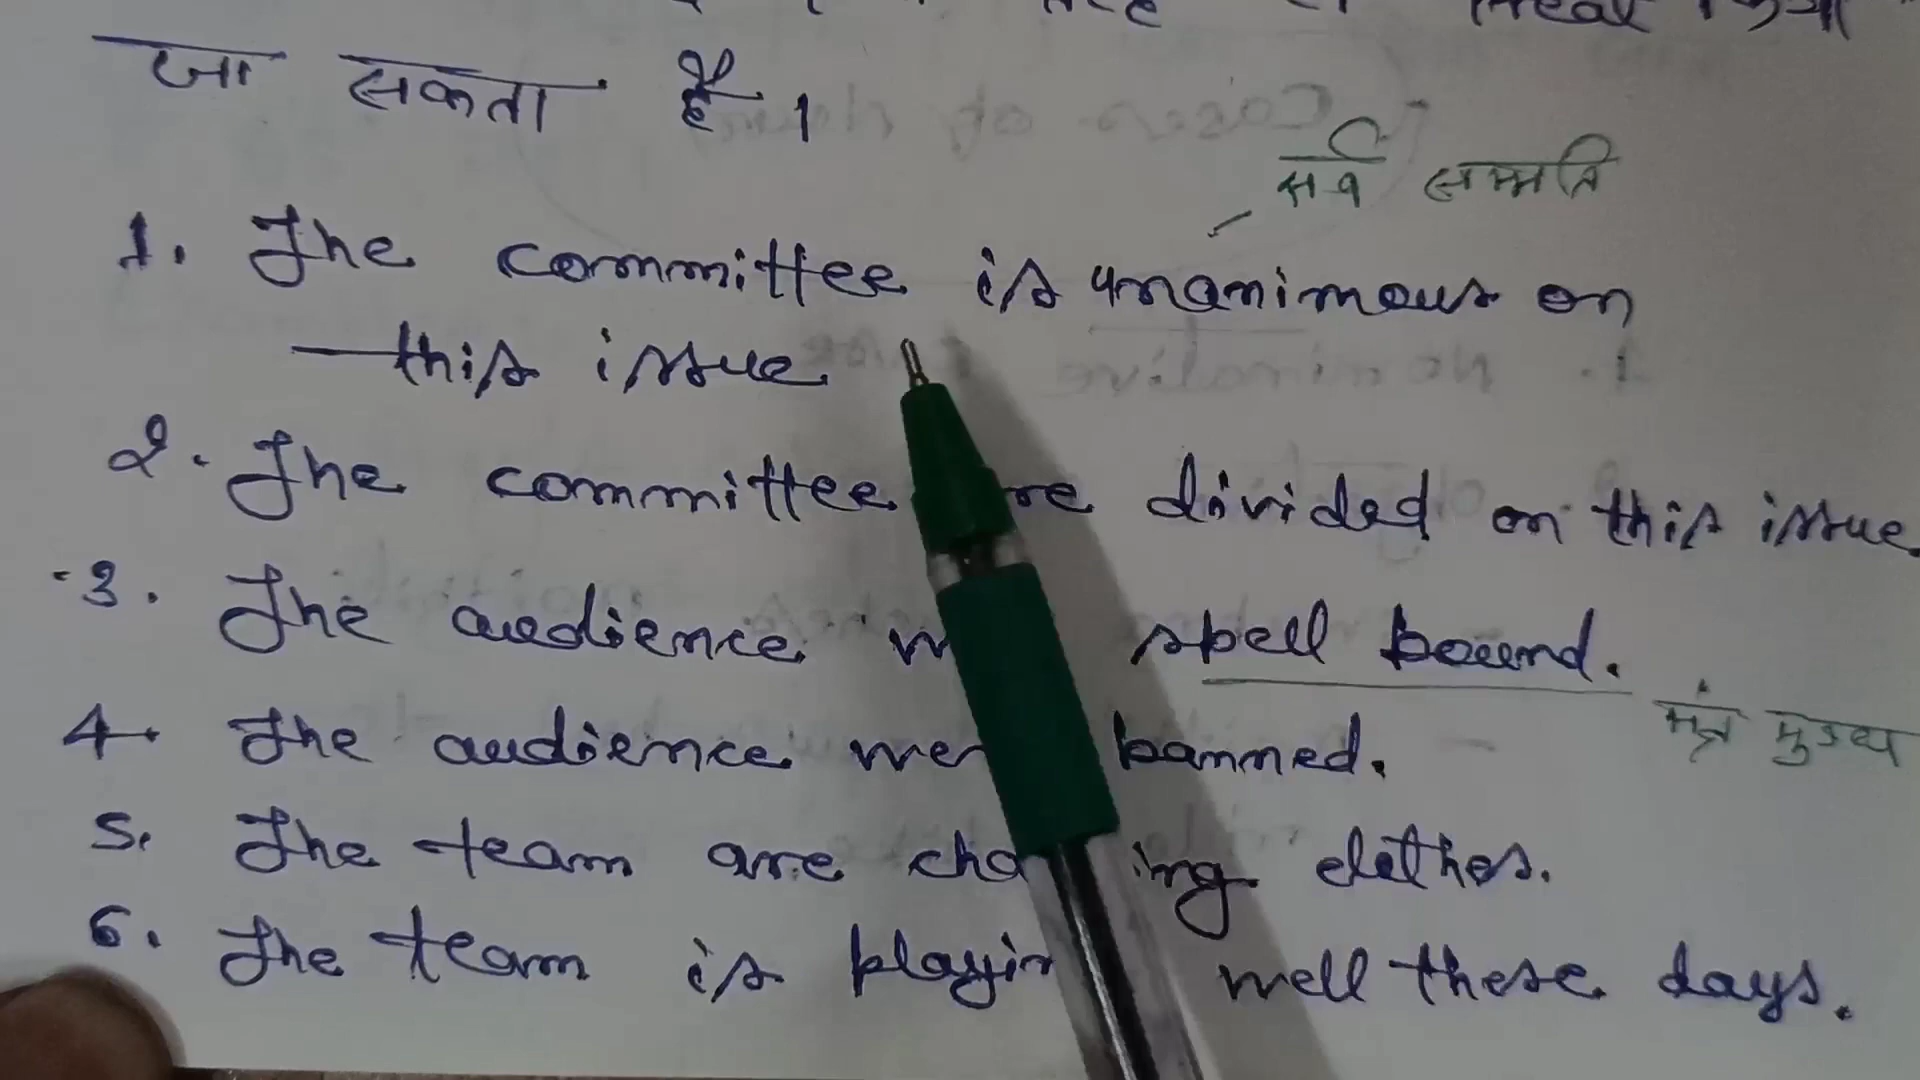 जा सकता है ।
सर्व सम्मति
1. The committee is unanimous on
this issue
2. The committee divided on this issue
3. The audience spell bound.
मंत्र मुग्ध
4. The audience banned.
5. The team are clothes.
6. The team is well these days.